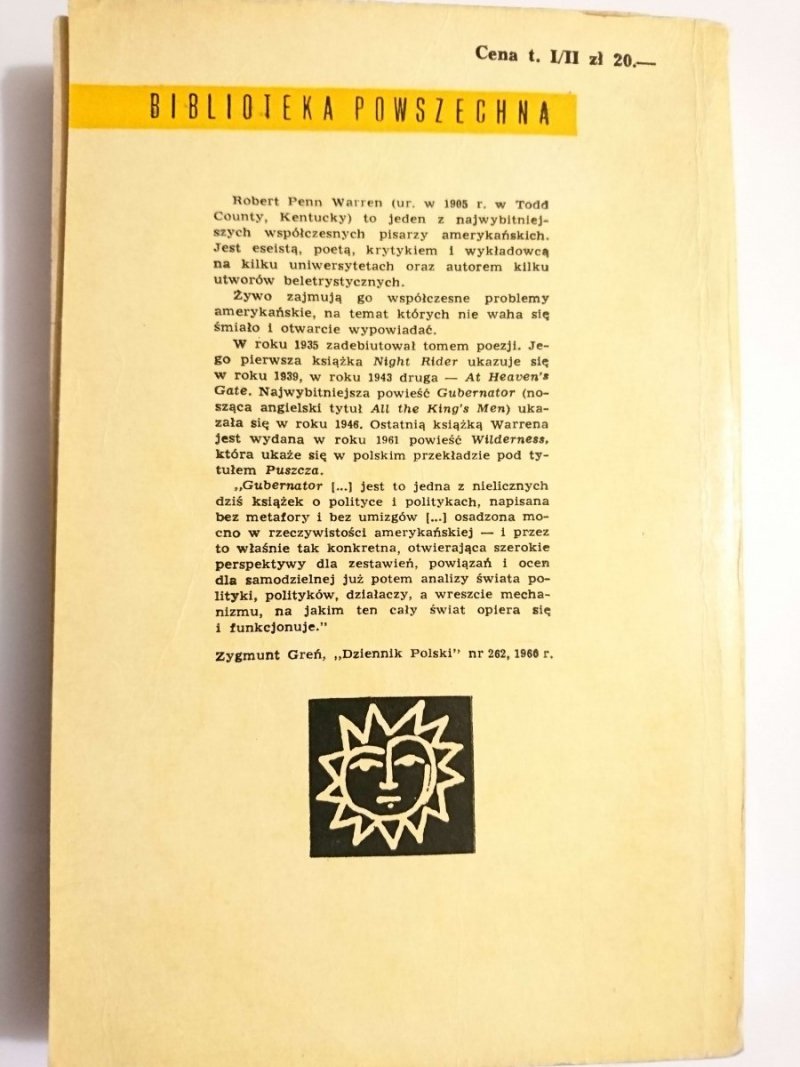 Cena t. I/II zł 20.—
BIBLIOTEKA POWSZECHNA
Robert Penn Warren (ur. w 1905 r. w Todd
County, Kentucky) to jeden z najwybitniej-
szych współczesnych pisarzy amerykańskich.
Jest eseistą, poetą, krytykiem i wykładowcą
na kilku uniwersytetach oraz autorem kilku
utworów beletrystycznych.
Żywo zajmują go współczesne problemy
amerykańskie, na temat których nie waha się
śmiało i otwarcie wypowiadać.
W roku 1935 zadebiutował tomem poezji. Je-
go pierwsza książka Night Rider ukazuje się
w roku 1939, w roku 1943 druga — At Heaven's
Gate. Najwybitniejsza powieść Gubernator (no-
sząca angielski tytuł All the King's Men) uka-
zała się w roku 1946. Ostatnią książką Warrena
jest wydana w roku 1961 powieść Wilderness,
która ukaże się w polskim przekładzie pod ty-
tułem Puszcza.
„Gubernator [...] jest to jedna z nielicznych
dziś książek o polityce i politykach, napisana
bez metafory i bez umizgów [...] osadzona mo-
cno w rzeczywistości amerykańskiej — i przez
to właśnie tak konkretna, otwierająca szerokie
perspektywy dla zestawień, powiązań i ocen
dla samodzielnej już potem analizy świata po-
lityki, polityków, działaczy, a wreszcie mecha-
nizmu, na jakim ten cały świat opiera się
i funkcjonuje."
Zygmunt Greń, „Dziennik Polski" nr 262, 1960 r.